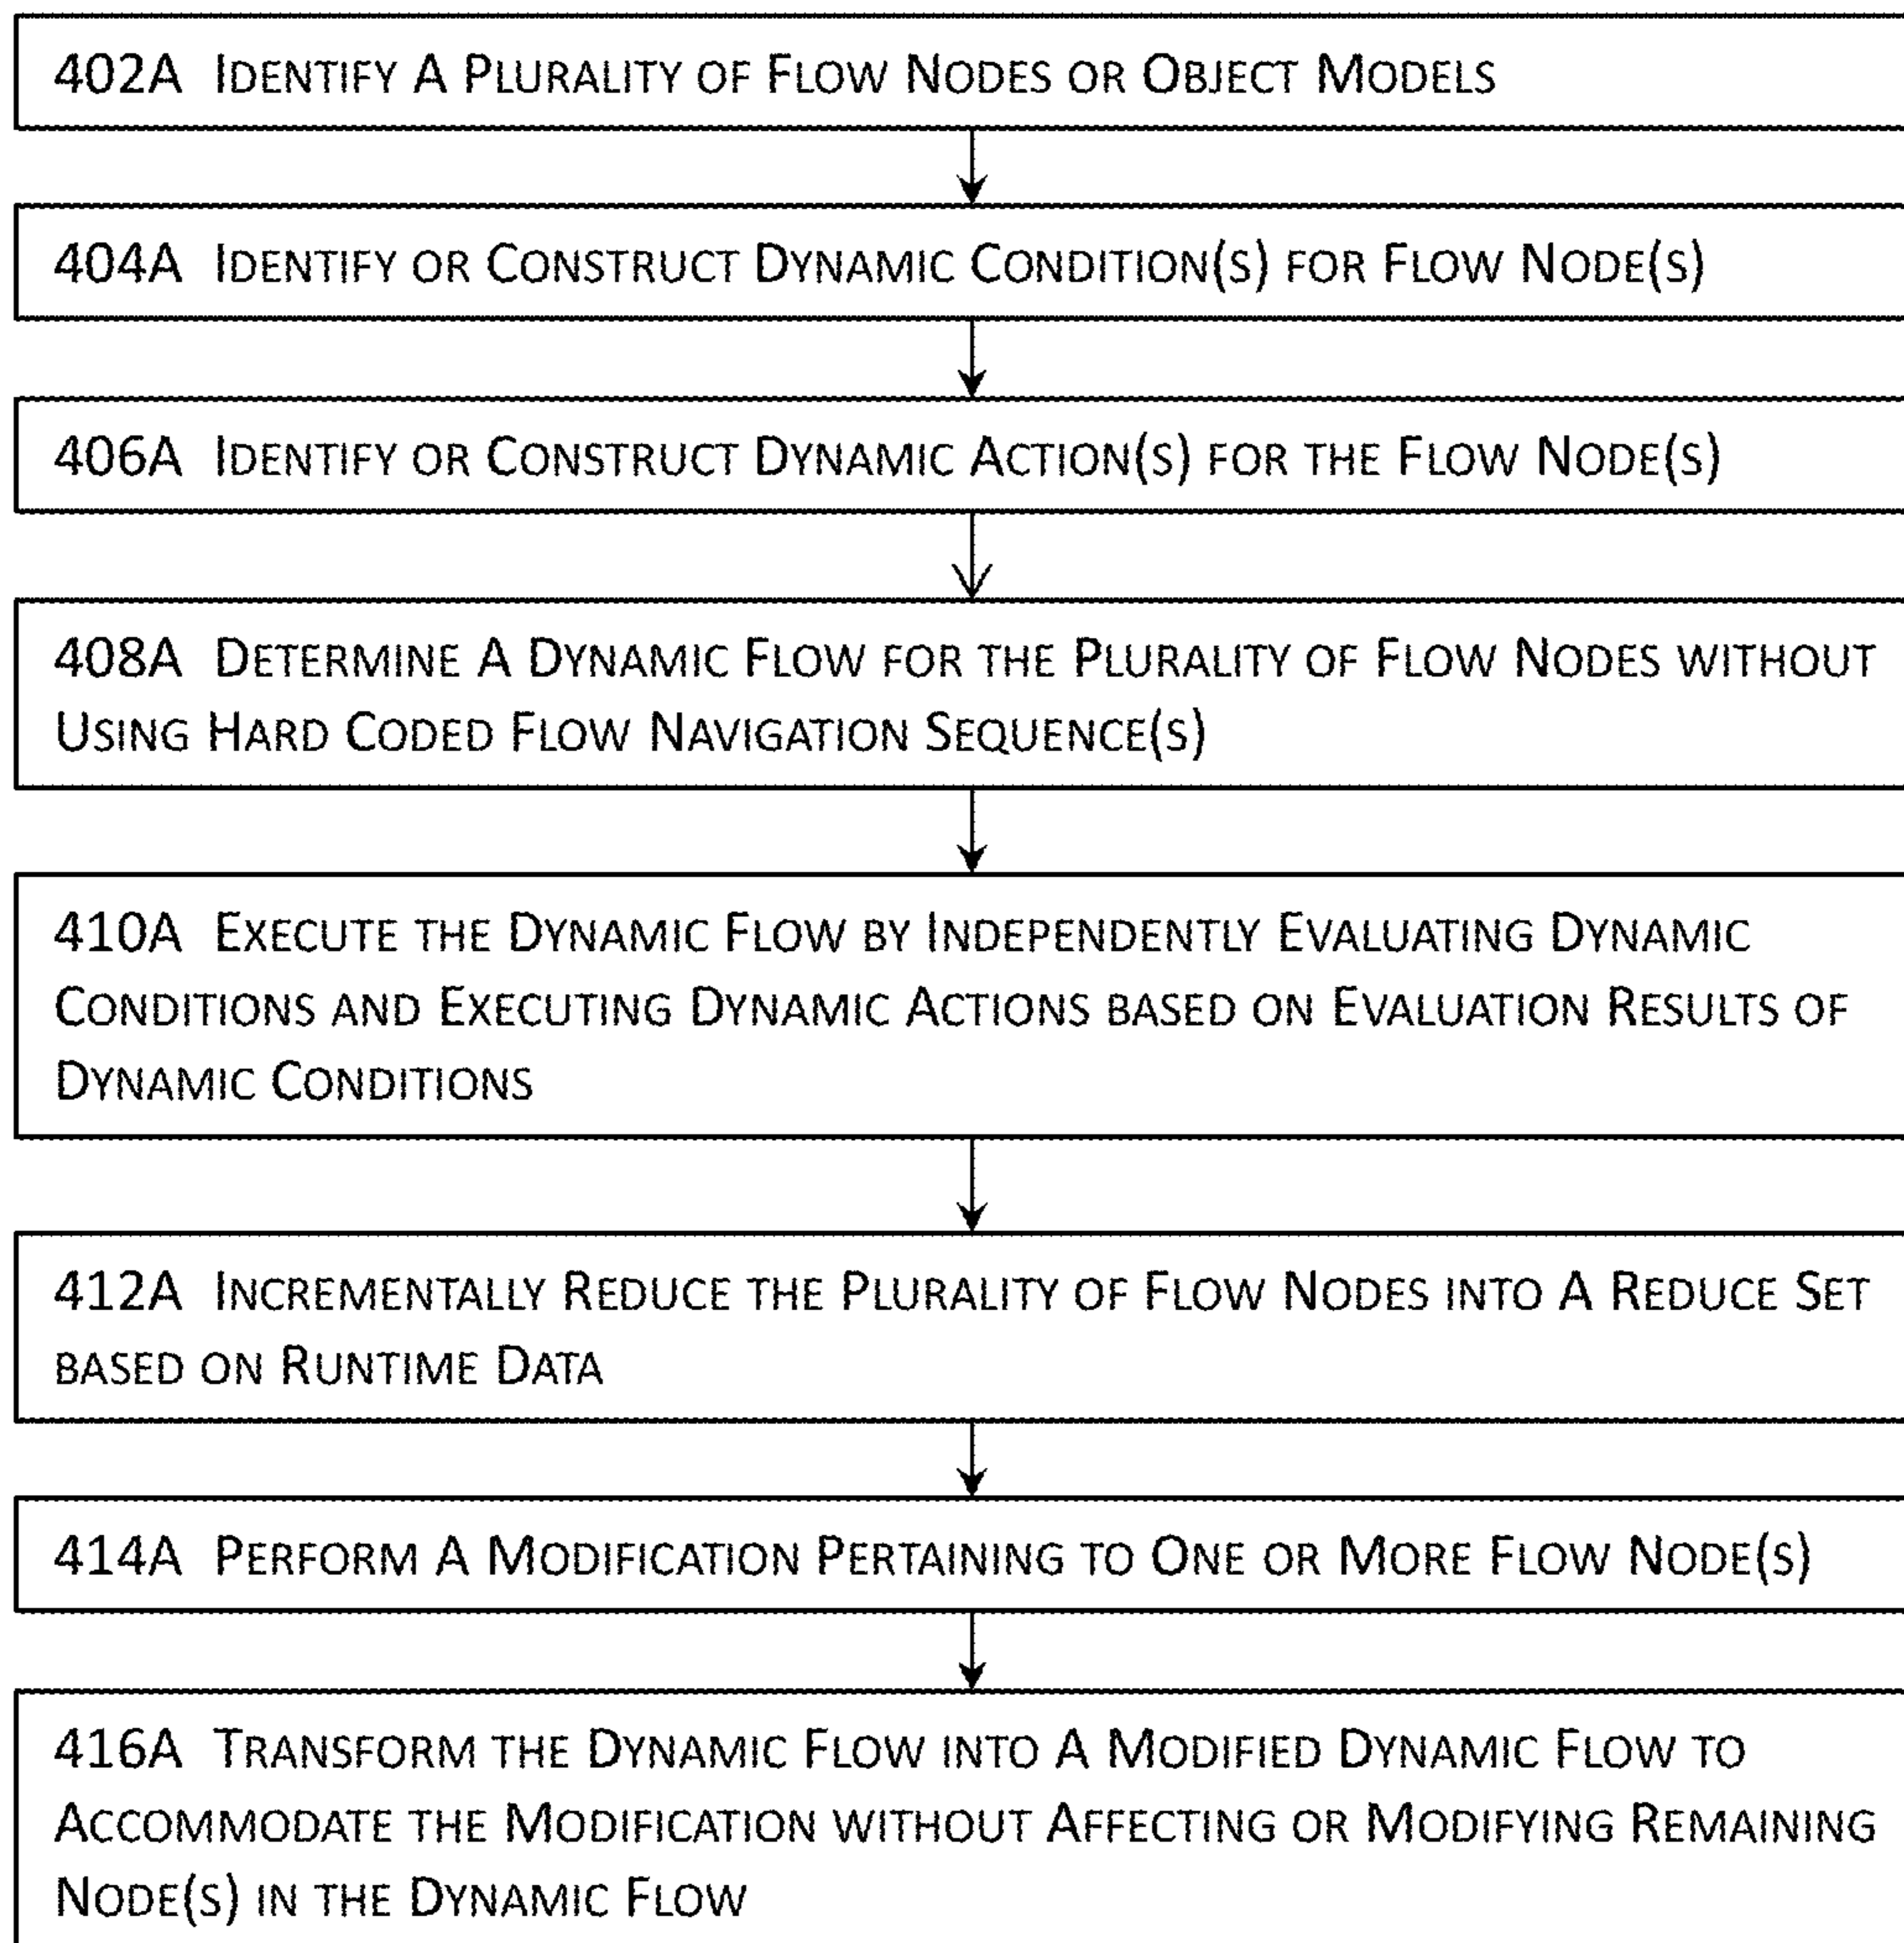 402A IDENTIFY A PLURALITY OF FLOW NODES OR OBJECT MODELS
404A IDENTIFY OR CONSTRUCT DYNAMIC CONDITION(S) FOR FLOW NODE(S)
406A IDENTIFY OR CONSTRUCT DYNAMIC ACTION(S) FOR THE FLOW NODE(S)
408A DETERMINE A DYNAMIC FLOW FOR THE PLURALITY OF FLOW NODES WITHOUT
USING HARD CODED FLOW NAVIGATION SEQUENCE(S)
410A EXECUTE THE DYNAMIC FLOW BY INDEPENDENTLY EVALUATING DYNAMIC
CONDITIONS AND EXECUTING DYNAMIC ACTIONS BASED ON EVALUATION RESULTS OF
DYNAMIC CONDITIONS
412A INCREMENTALLY REDUCE THE PLURALITY OF FLOW NODES INTO A REDUCE SET
BASED ON RUNTIME DATA
414A PERFORM A MODIFICATION PERTAINING TO ONE OR MORE FLOW NODE(S)
416A TRANSFORM THE DYNAMIC FLOW INTO A MODIFIED DYNAMIC FLOW TO
ACCOMMODATE THE MODIFICATION WITHOUT AFFECTING OR MODIFYING REMAINING
NODE(S) IN THE DYNAMIC FLOW